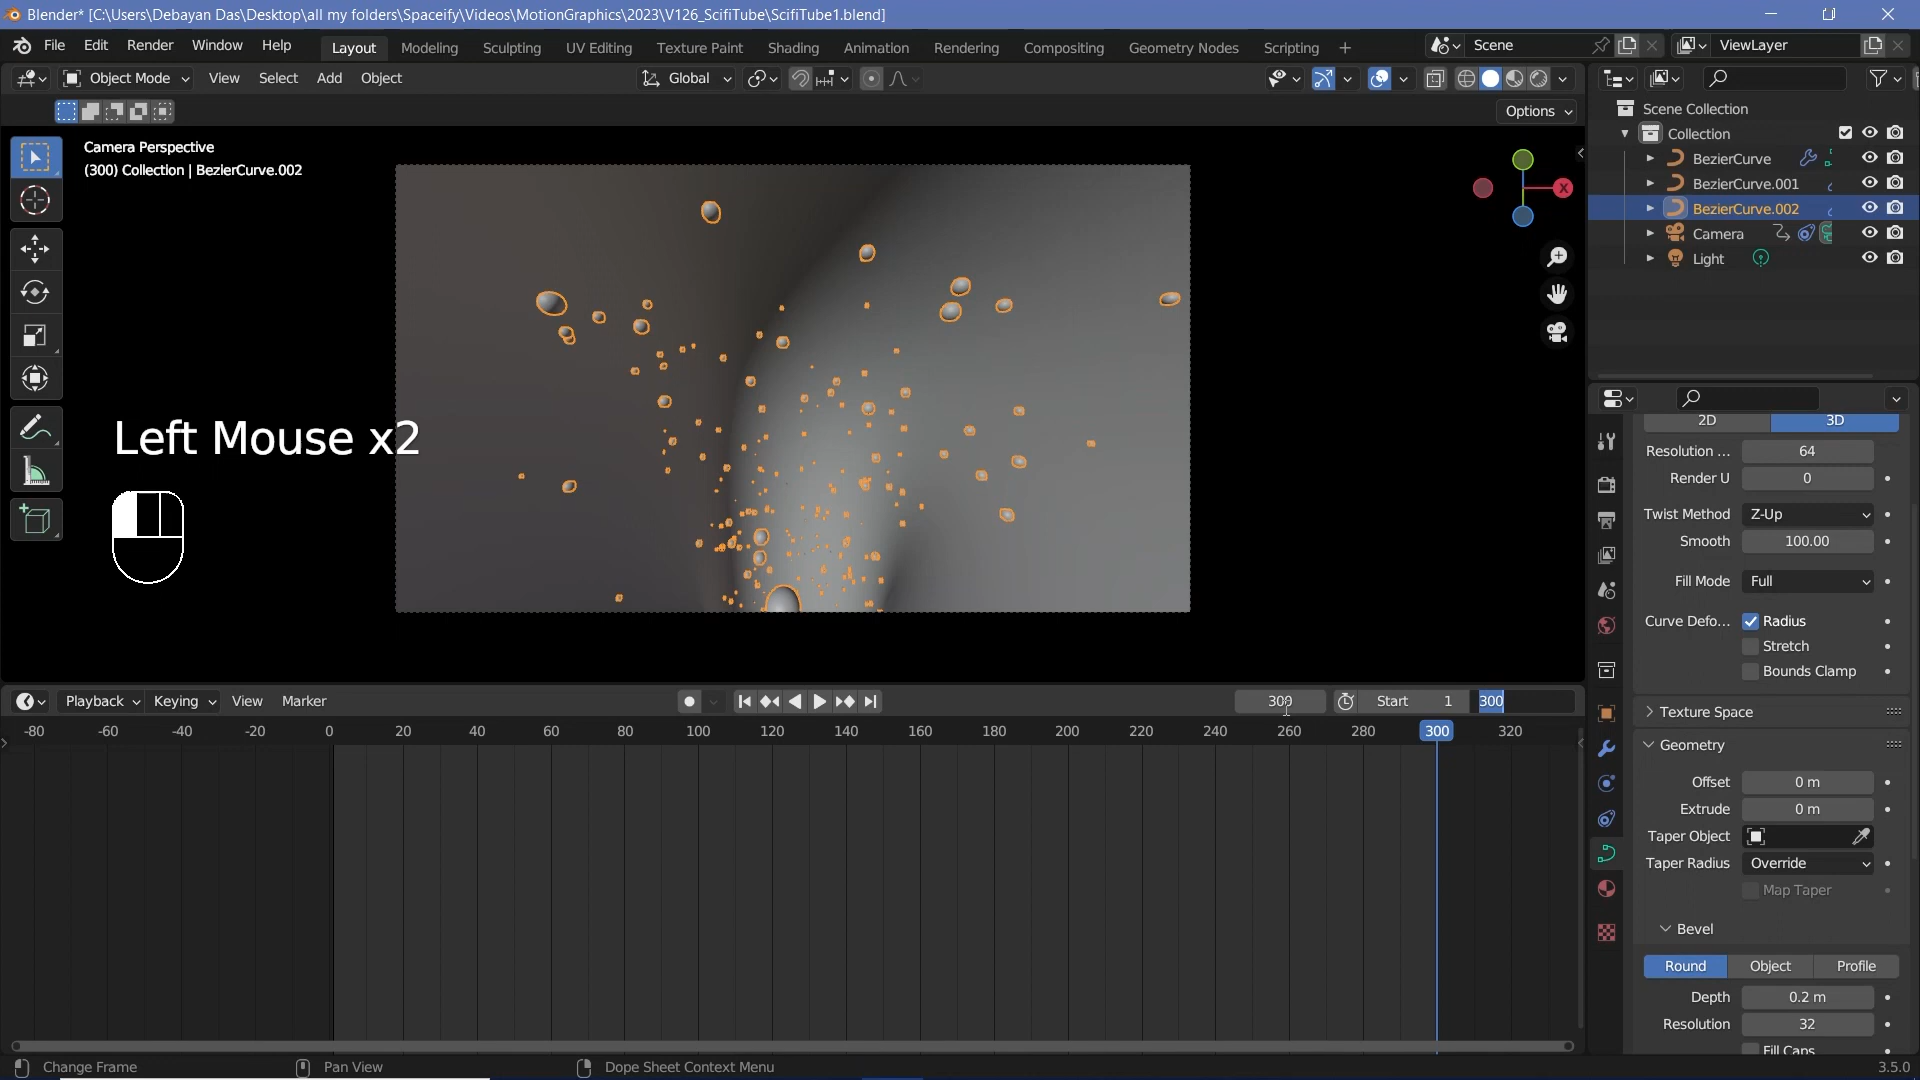 Blender* [C:\Users\Debayan Das\Desktop\all my folders\Spaceify\Videos\MotionGraphics\2023\V126_ScifiTube\ScifiTube1.blend]
File Edit Render Window Help Layout Modeling Sculpting UV Editing Texture Paint Shading Animation Rendering Compositing Geometry Nodes Scripting + Scene ViewLayer
Object Mode View Select Add Object Global
Options
Camera Perspective
(300) Collection | BezierCurve.002
X
Left Mouse x2
Scene Collection
Collection
BezierCurve
BezierCurve.001
BezierCurve.002
Camera
Light
2D 3D
Resolution ... 64
Render U 0
Twist Method Z-Up
Smooth 100.00
Fill Mode Full
Curve Defo... Radius
Stretch
Bounds Clamp
Texture Space
Geometry
Offset 0 m
Extrude 0 m
Taper Object
Taper Radius Override
Map Taper
Bevel
Round Object Profile
Depth 0.2 m
Resolution 32
Fill Caps
Playback Keying View Marker 300 Start 1 300
-80 -60 -40 -20 0 20 40 60 80 100 120 140 160 180 200 220 240 260 280 300 320
Change Frame Pan View Dope Sheet Context Menu 3.5.0